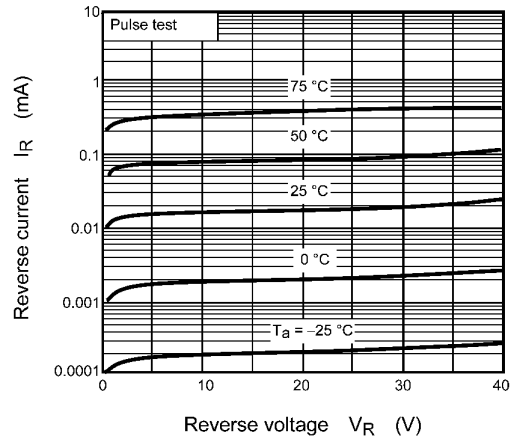 10
Pulse test
1
75 °C
50 °C
0.1
25 °C
0.01
0 °C
0.001
Ta = −25 °C
0.0001
0 10 20 30 40
Reverse current IR (mA)
Reverse voltage VR (V)